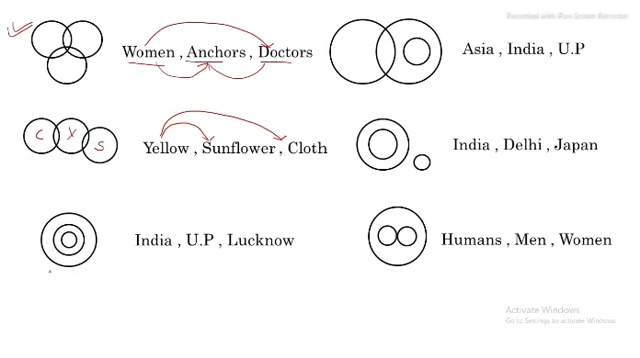 Recorded with iTop Screen Recorder
Women , Anchors , Doctors
Asia , India , U.P
C Y S
Yellow , Sunflower , Cloth
India , Delhi , Japan
India , U.P , Lucknow
Humans , Men , Women
Activate Windows
Go to Settings to activate Windows.